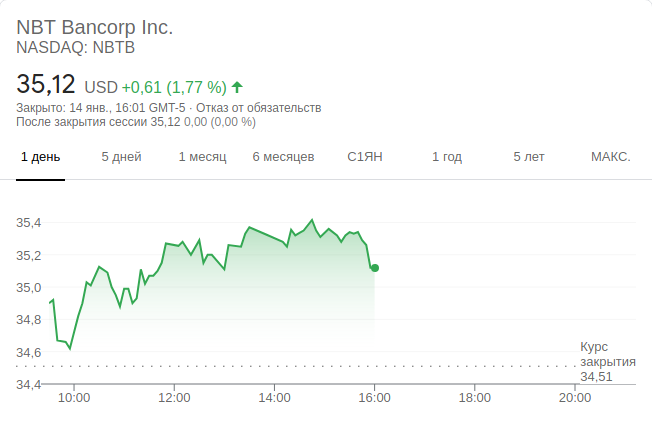 NBT Bancorp Inc.
NASDAQ: NBTB
35,12 USD +0,61 (1,77 %)
Закрыто: 14 янв., 16:01 GMT-5 · Отказ от обязательств
После закрытия сессии 35,12 0,00 (0,00 %)
1 день 5 дней 1 месяц 6 месяцев С1ЯН 1 год 5 лет МАКС.
35,4
35,2
35,0
34,8
34,6
34,4
Курс
закрытия
34,51
10:00 12:00 14:00 16:00 18:00 20:00